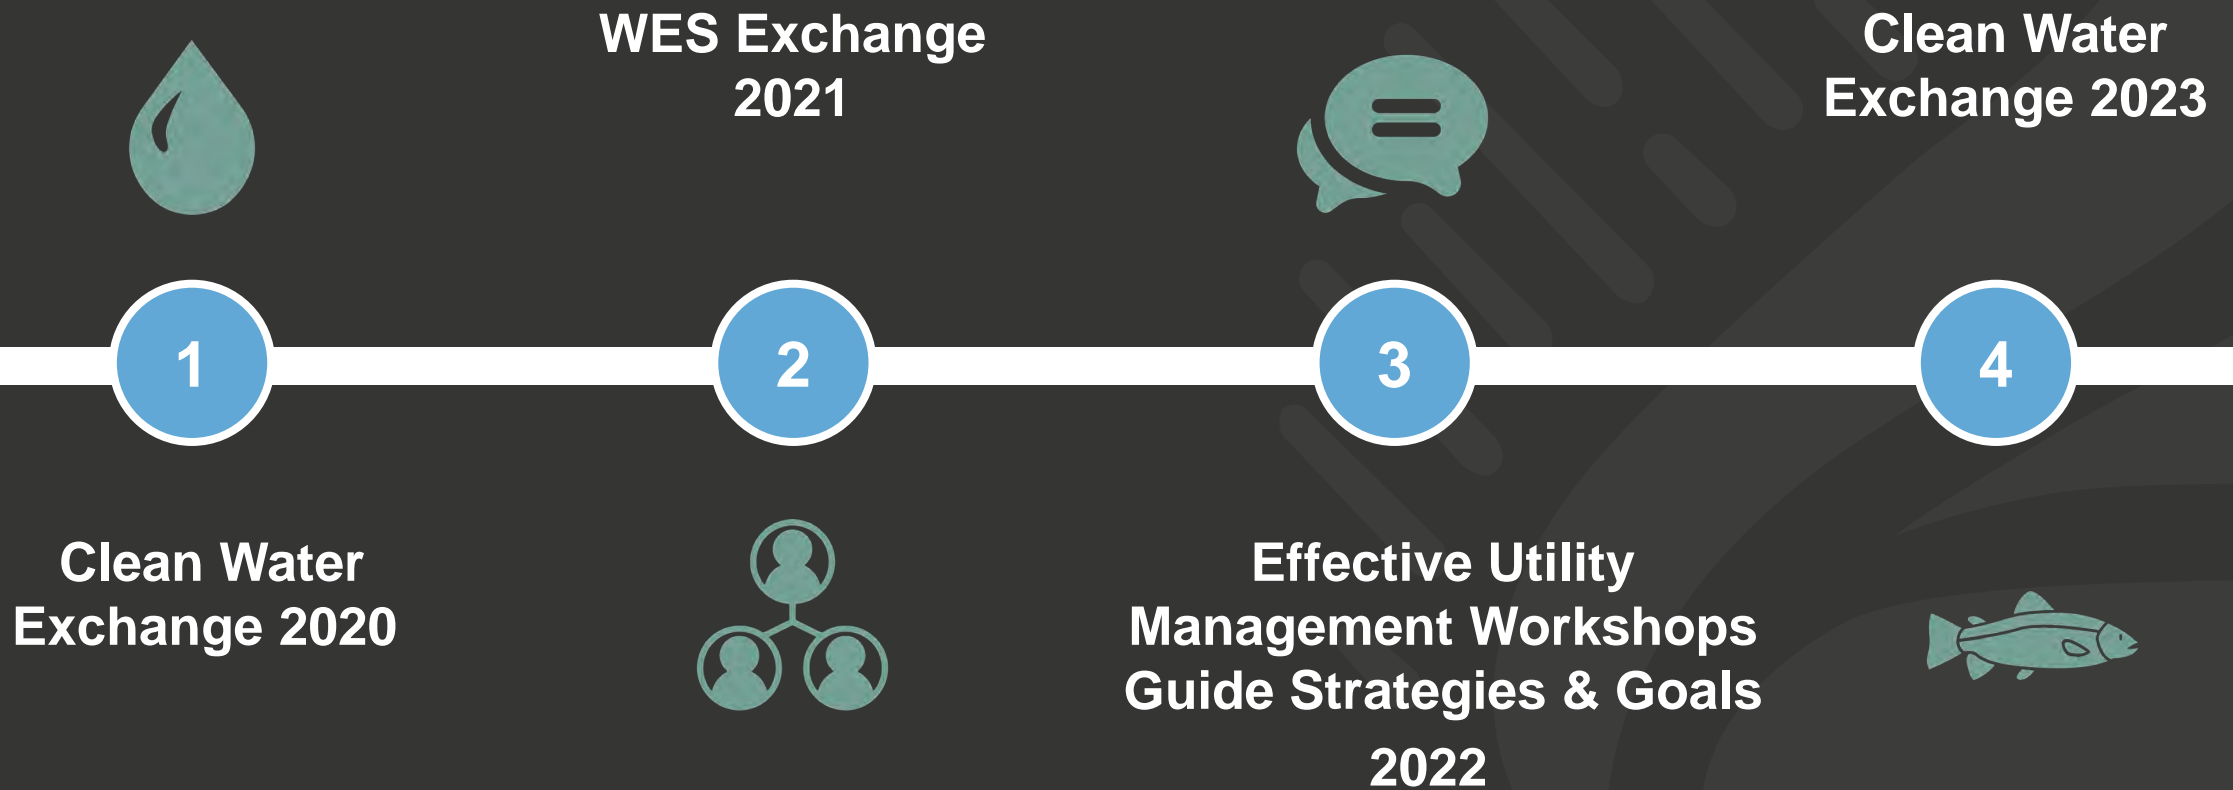 WES Exchange
2021
Clean Water
Exchange 2023
1
2
3
4
Clean Water
Exchange 2020
Effective Utility
Management Workshops
Guide Strategies & Goals
2022